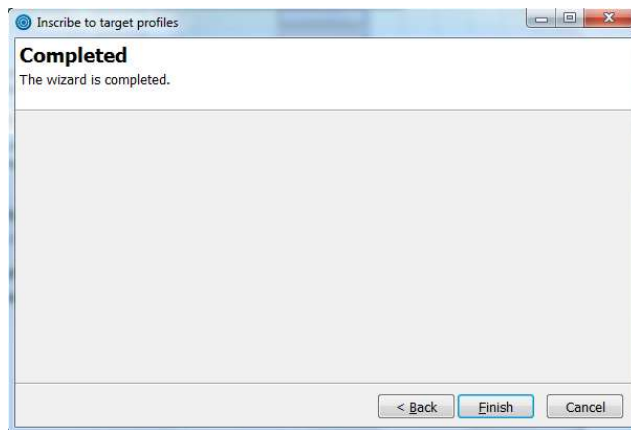 Inscribe to target profiles
Completed
The wizard is completed.
< Back Finish Cancel